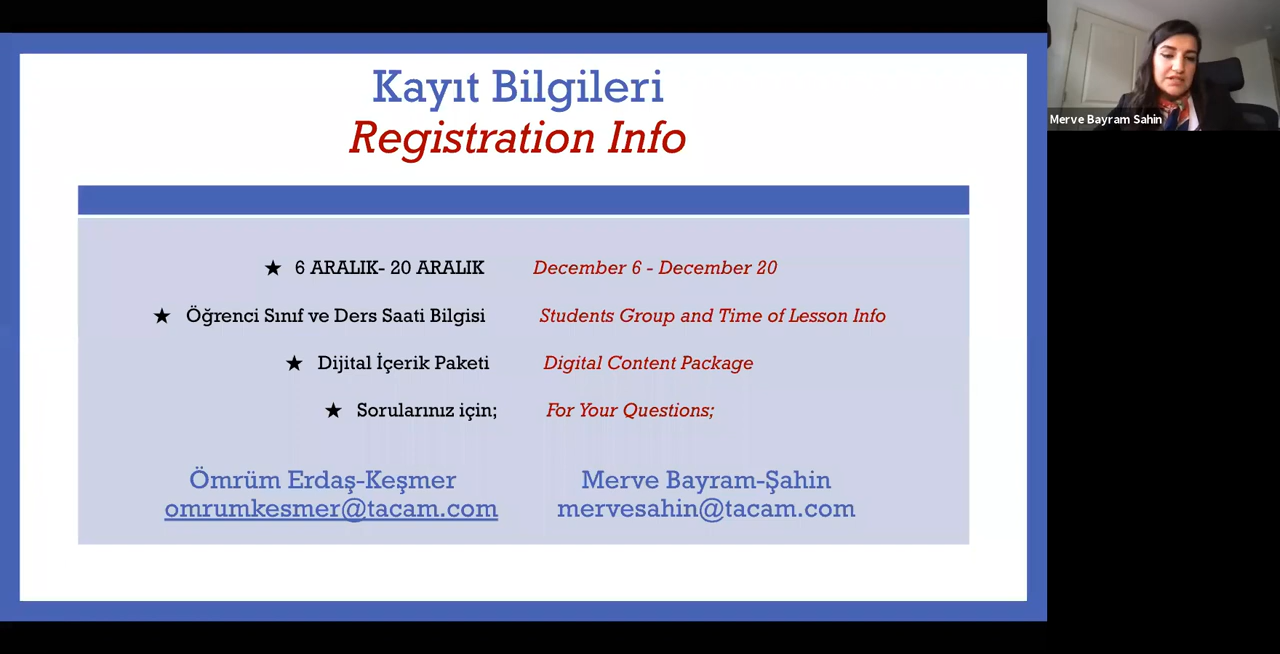 Kayıt Bilgileri
Registration Info
★ 6 ARALIK- 20 ARALIK December 6 - December 20
★ Öğrenci Sınıf ve Ders Saati Bilgisi Students Group and Time of Lesson Info
★ Dijital İçerik Paketi Digital Content Package
★ Sorularınız için; For Your Questions;
Ömrüm Erdaş-Keşmer Merve Bayram-Şahin
omrumkesmer@tacam.com mervesahin@tacam.com
Merve Bayram Sahin